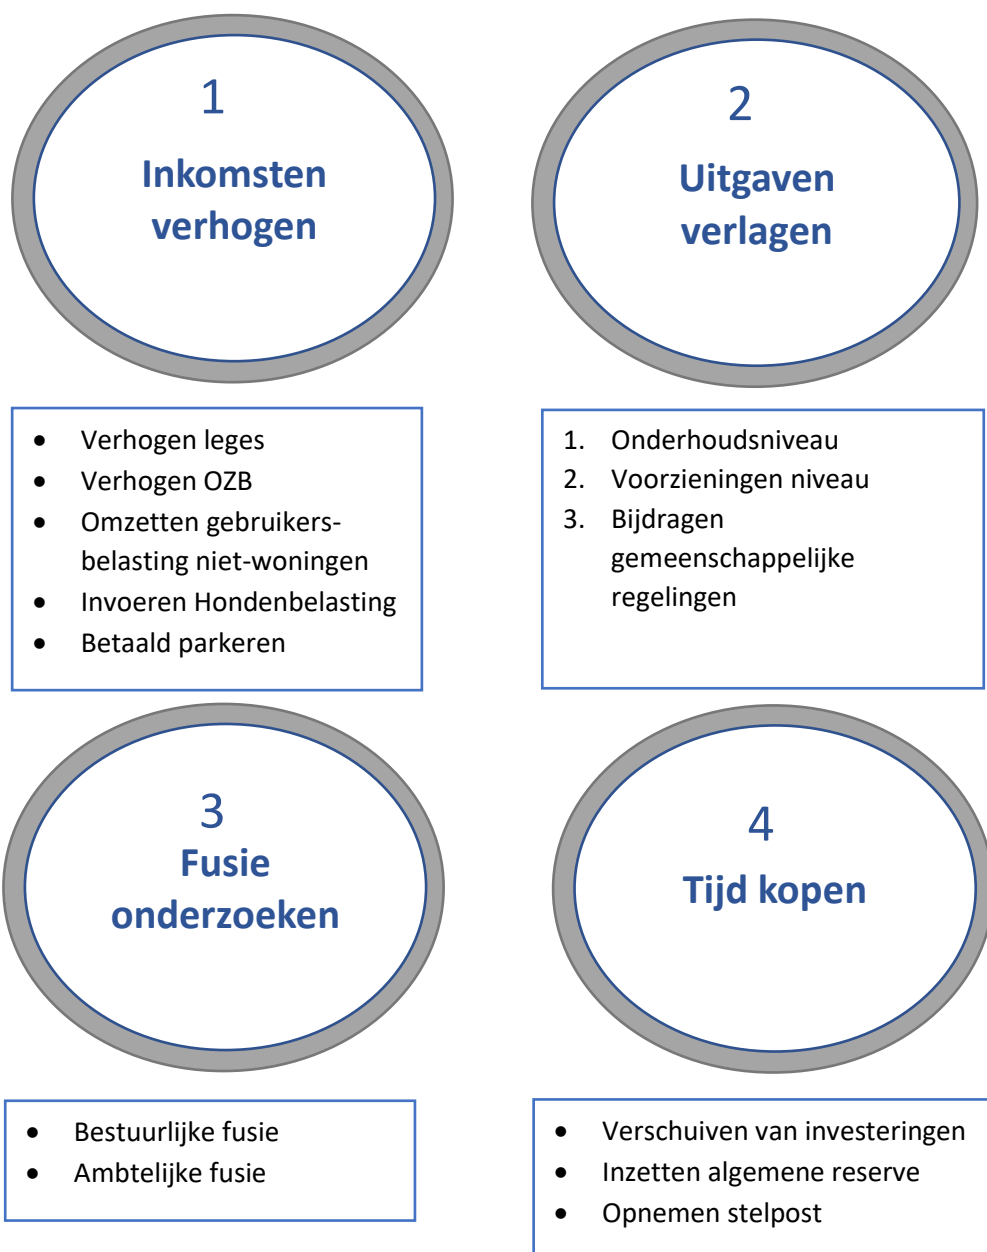 1
Inkomsten
verhogen
• Verhogen leges
• Verhogen OZB
• Omzetten gebruikers-
belasting niet-woningen
• Invoeren Hondenbelasting
• Betaald parkeren
2
Uitgaven
verlagen
1. Onderhoudsniveau
2. Voorzieningen niveau
3. Bijdragen
gemeenschappelijke
regelingen
3
Fusie
onderzoeken
• Bestuurlijke fusie
• Ambtelijke fusie
4
Tijd kopen
• Verschuiven van investeringen
• Inzetten algemene reserve
• Opnemen stelpost